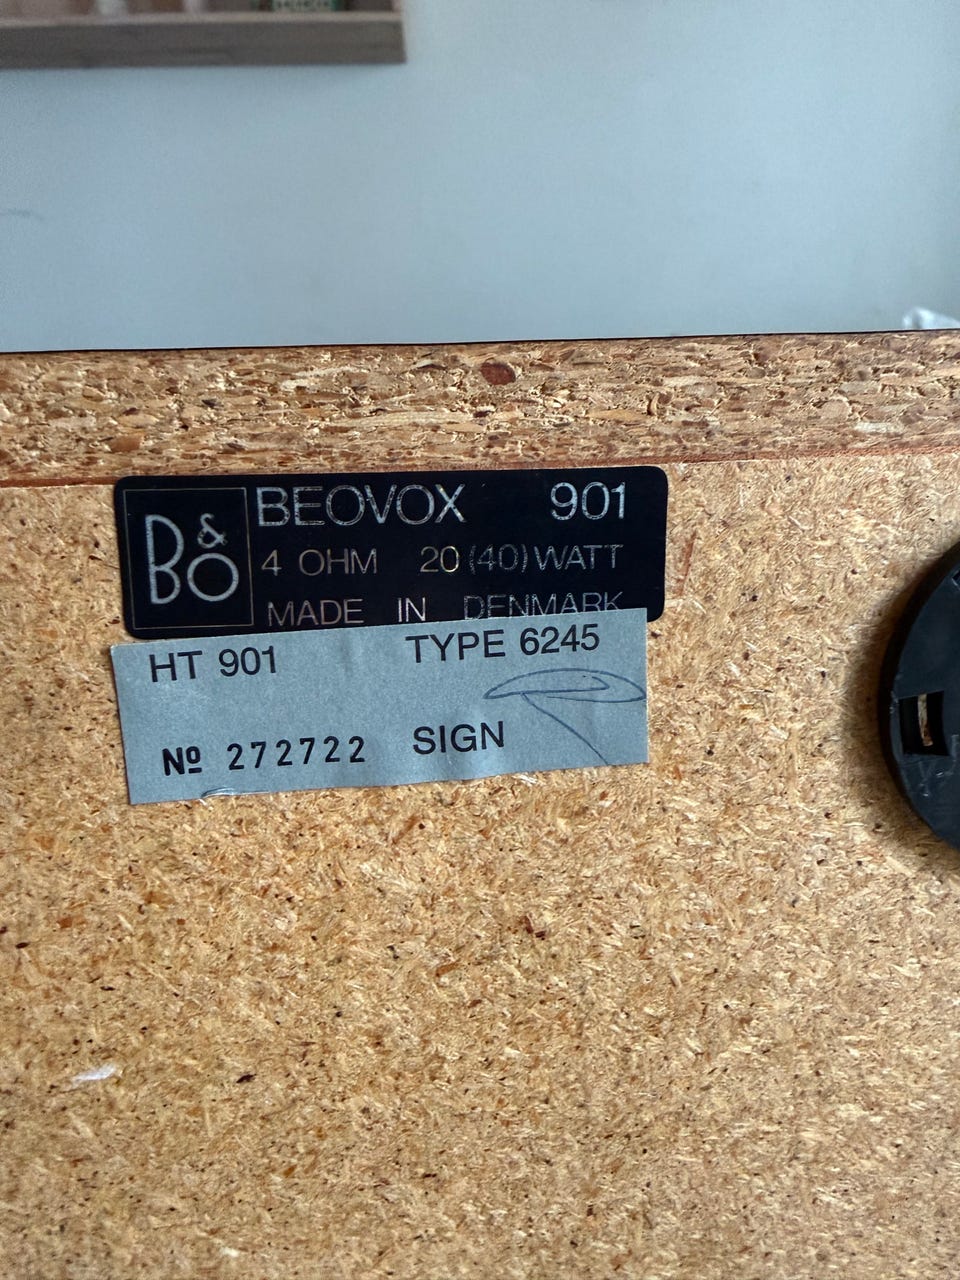 B&O
BEOVOX 901
4 OHM 20 (40) WATT
MADE IN DENMARK
HT 901 TYPE 6245
Nº 272722 SIGN